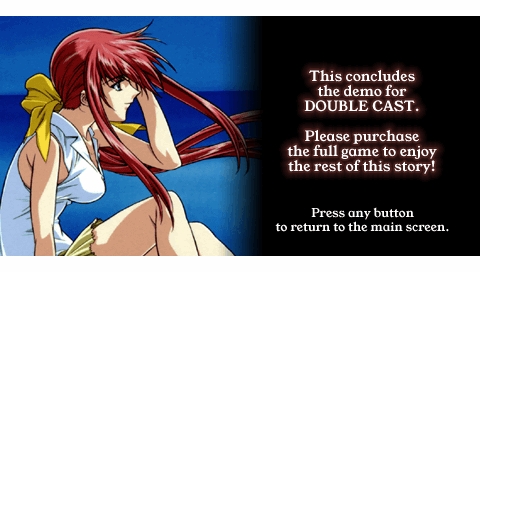 This concludes
the demo for
DOUBLE CAST.
Please purchase
the full game to enjoy
the rest of this story!
Press any button
to return to the main screen.